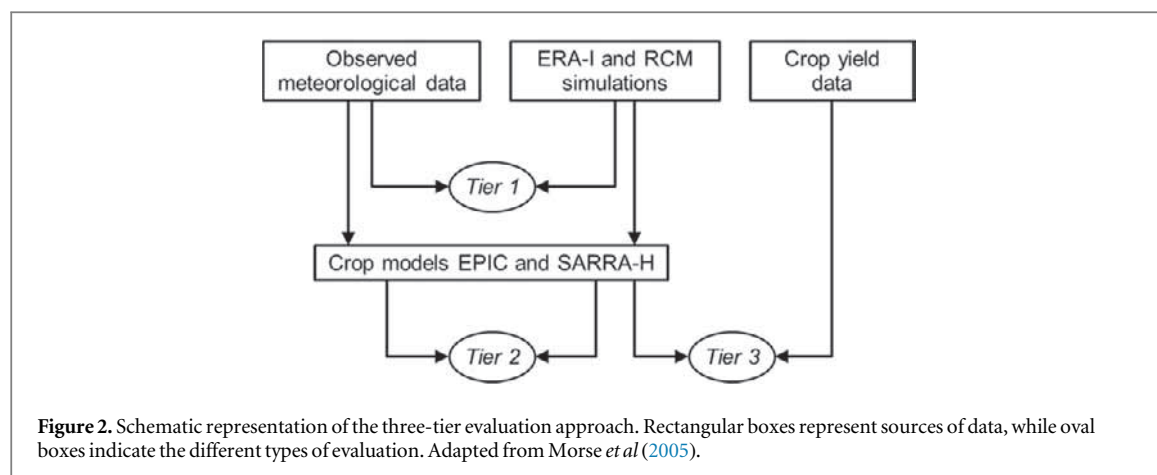 Observed
meteorological data
ERA-I and RCM
simulations
Crop yield
data
Tier 1
Crop models EPIC and SARRA-H
Tier 2
Tier 3
Figure 2. Schematic representation of the three-tier evaluation approach. Rectangular boxes represent sources of data, while oval
boxes indicate the different types of evaluation. Adapted from Morse et al (2005).